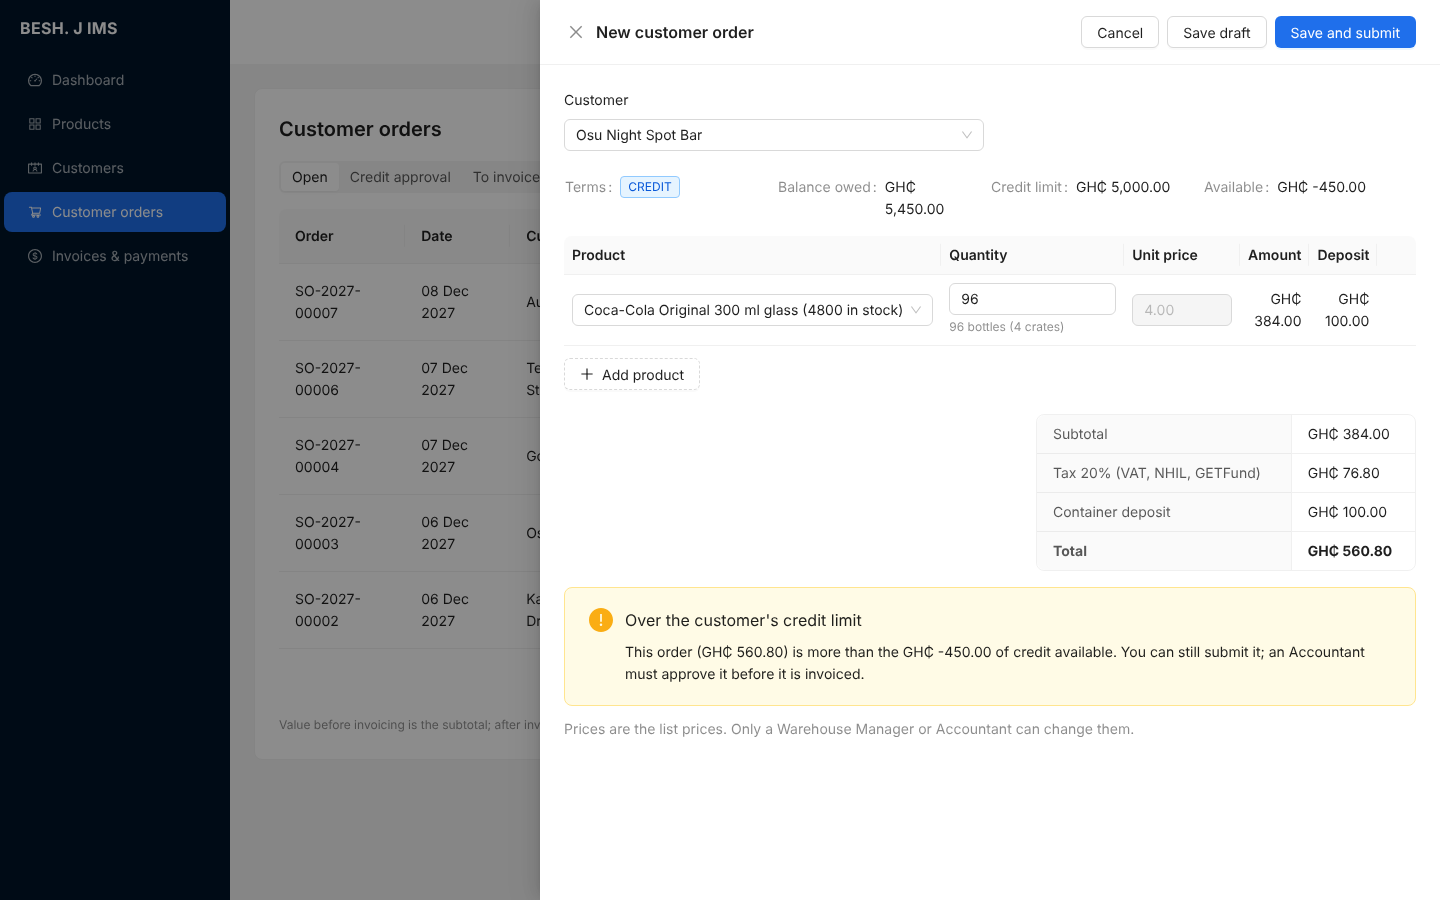 BESH. J IMS
Dashboard
Products
Customers
Customer orders
Invoices & payments
Customer orders
Open
Credit approval
To invoice
Order
Date
SO-2027-
00007
08 Dec
2027
SO-2027-
00006
07 Dec
2027
SO-2027-
00004
07 Dec
2027
SO-2027-
00003
06 Dec
2027
SO-2027-
00002
06 Dec
2027
Value before invoicing is the subtotal; after
New customer order
Cancel
Save draft
Save and submit
Customer
Osu Night Spot Bar
Terms: CREDIT
Balance owed: GH₵
5,450.00
Credit limit: GH₵ 5,000.00
Available: GH₵ -450.00
Product
Quantity
Unit price
Amount
Deposit
Coca-Cola Original 300 ml glass (4800 in stock)
96
96 bottles (4 crates)
4.00
GH₵
384.00
GH₵
100.00
+ Add product
Subtotal GH₵ 384.00
Tax 20% (VAT, NHIL, GETFund) GH₵ 76.80
Container deposit GH₵ 100.00
Total GH₵ 560.80
Over the customer's credit limit
This order (GH₵ 560.80) is more than the GH₵ -450.00 of credit available. You can still submit it; an Accountant
must approve it before it is invoiced.
Prices are the list prices. Only a Warehouse Manager or Accountant can change them.